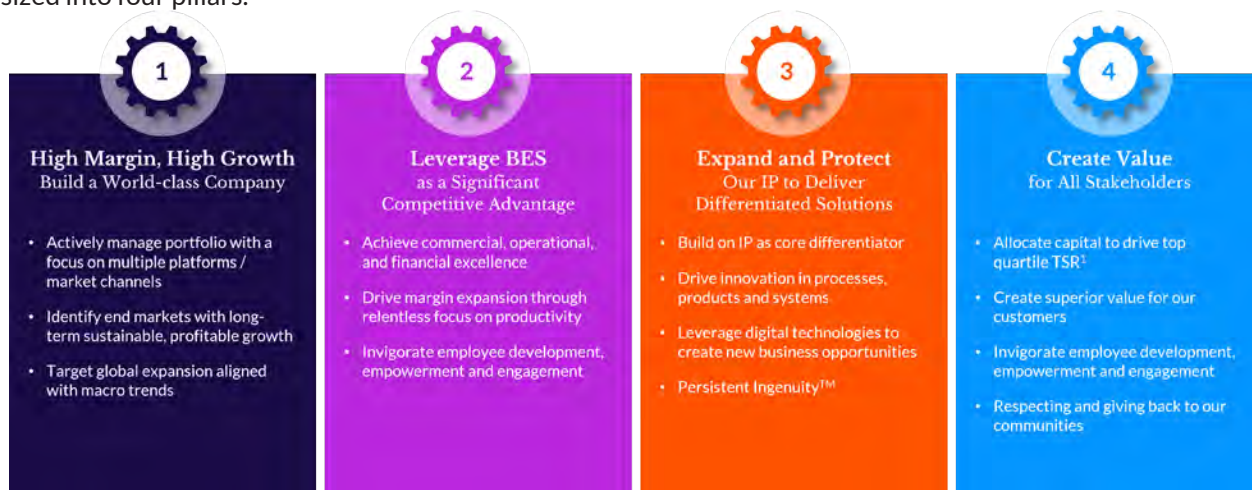 sized into four pillars.
1
High Margin, High Growth
Build a World-class Company
• Actively manage portfolio with a
focus on multiple platforms /
market channels
• Identify end markets with long-
term sustainable, profitable growth
• Target global expansion aligned
with macro trends
2
Leverage BES
as a Significant
Competitive Advantage
• Achieve commercial, operational,
and financial excellence
• Drive margin expansion through
relentless focus on productivity
• Invigorate employee development,
empowerment and engagement
3
Expand and Protect
Our IP to Deliver
Differentiated Solutions
• Build on IP as core differentiator
• Drive innovation in processes,
products and systems
• Leverage digital technologies to
create new business opportunities
• Persistent Ingenuity™
4
Create Value
for All Stakeholders
• Allocate capital to drive top
quartile TSR¹
• Create superior value for our
customers
• Invigorate employee development,
empowerment and engagement
• Respecting and giving back to our
communities